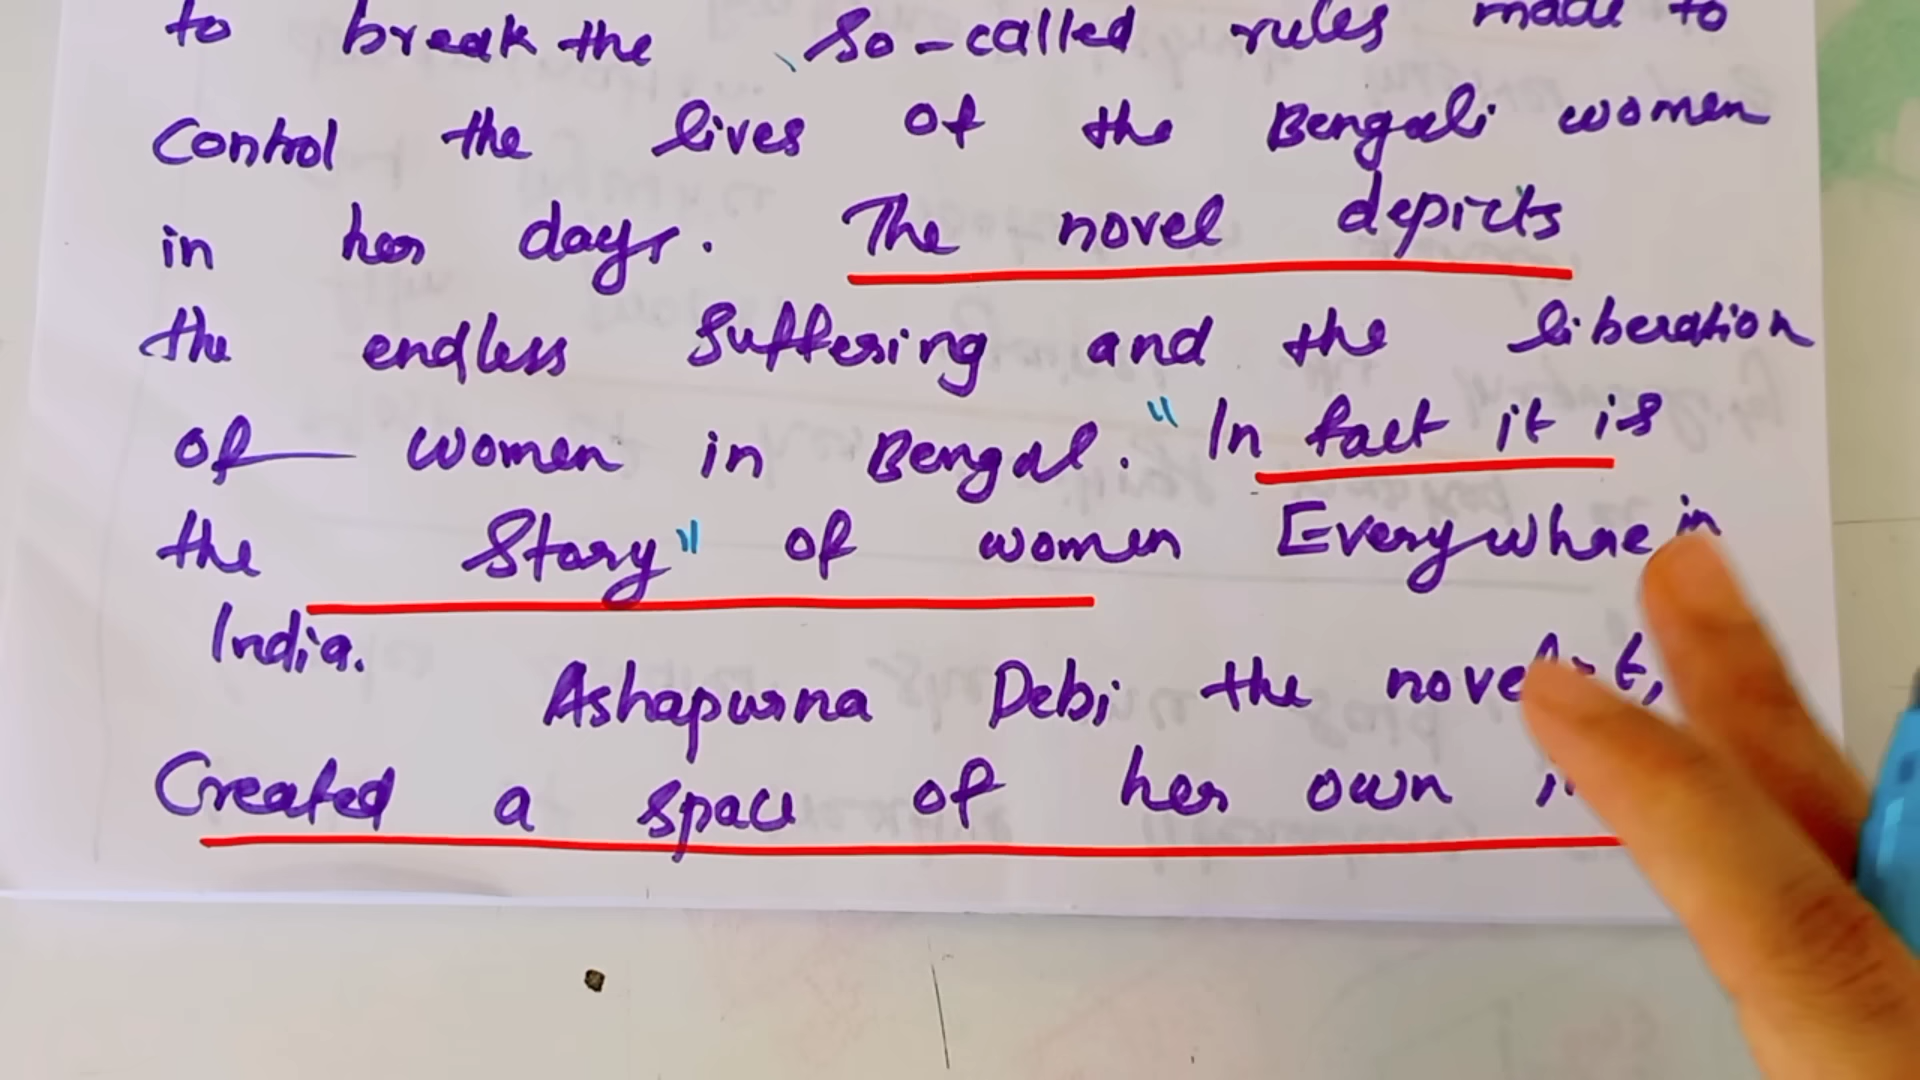 to break the so-called rules made to
Control the lives of the Bengali women
in her days. The novel depicts
the endless suffering and the liberation
of women in Bengal. "In fact it is
the Story" of women Everywhere in
India.
Ashapurna Debi the novelist,
Created a space of her own